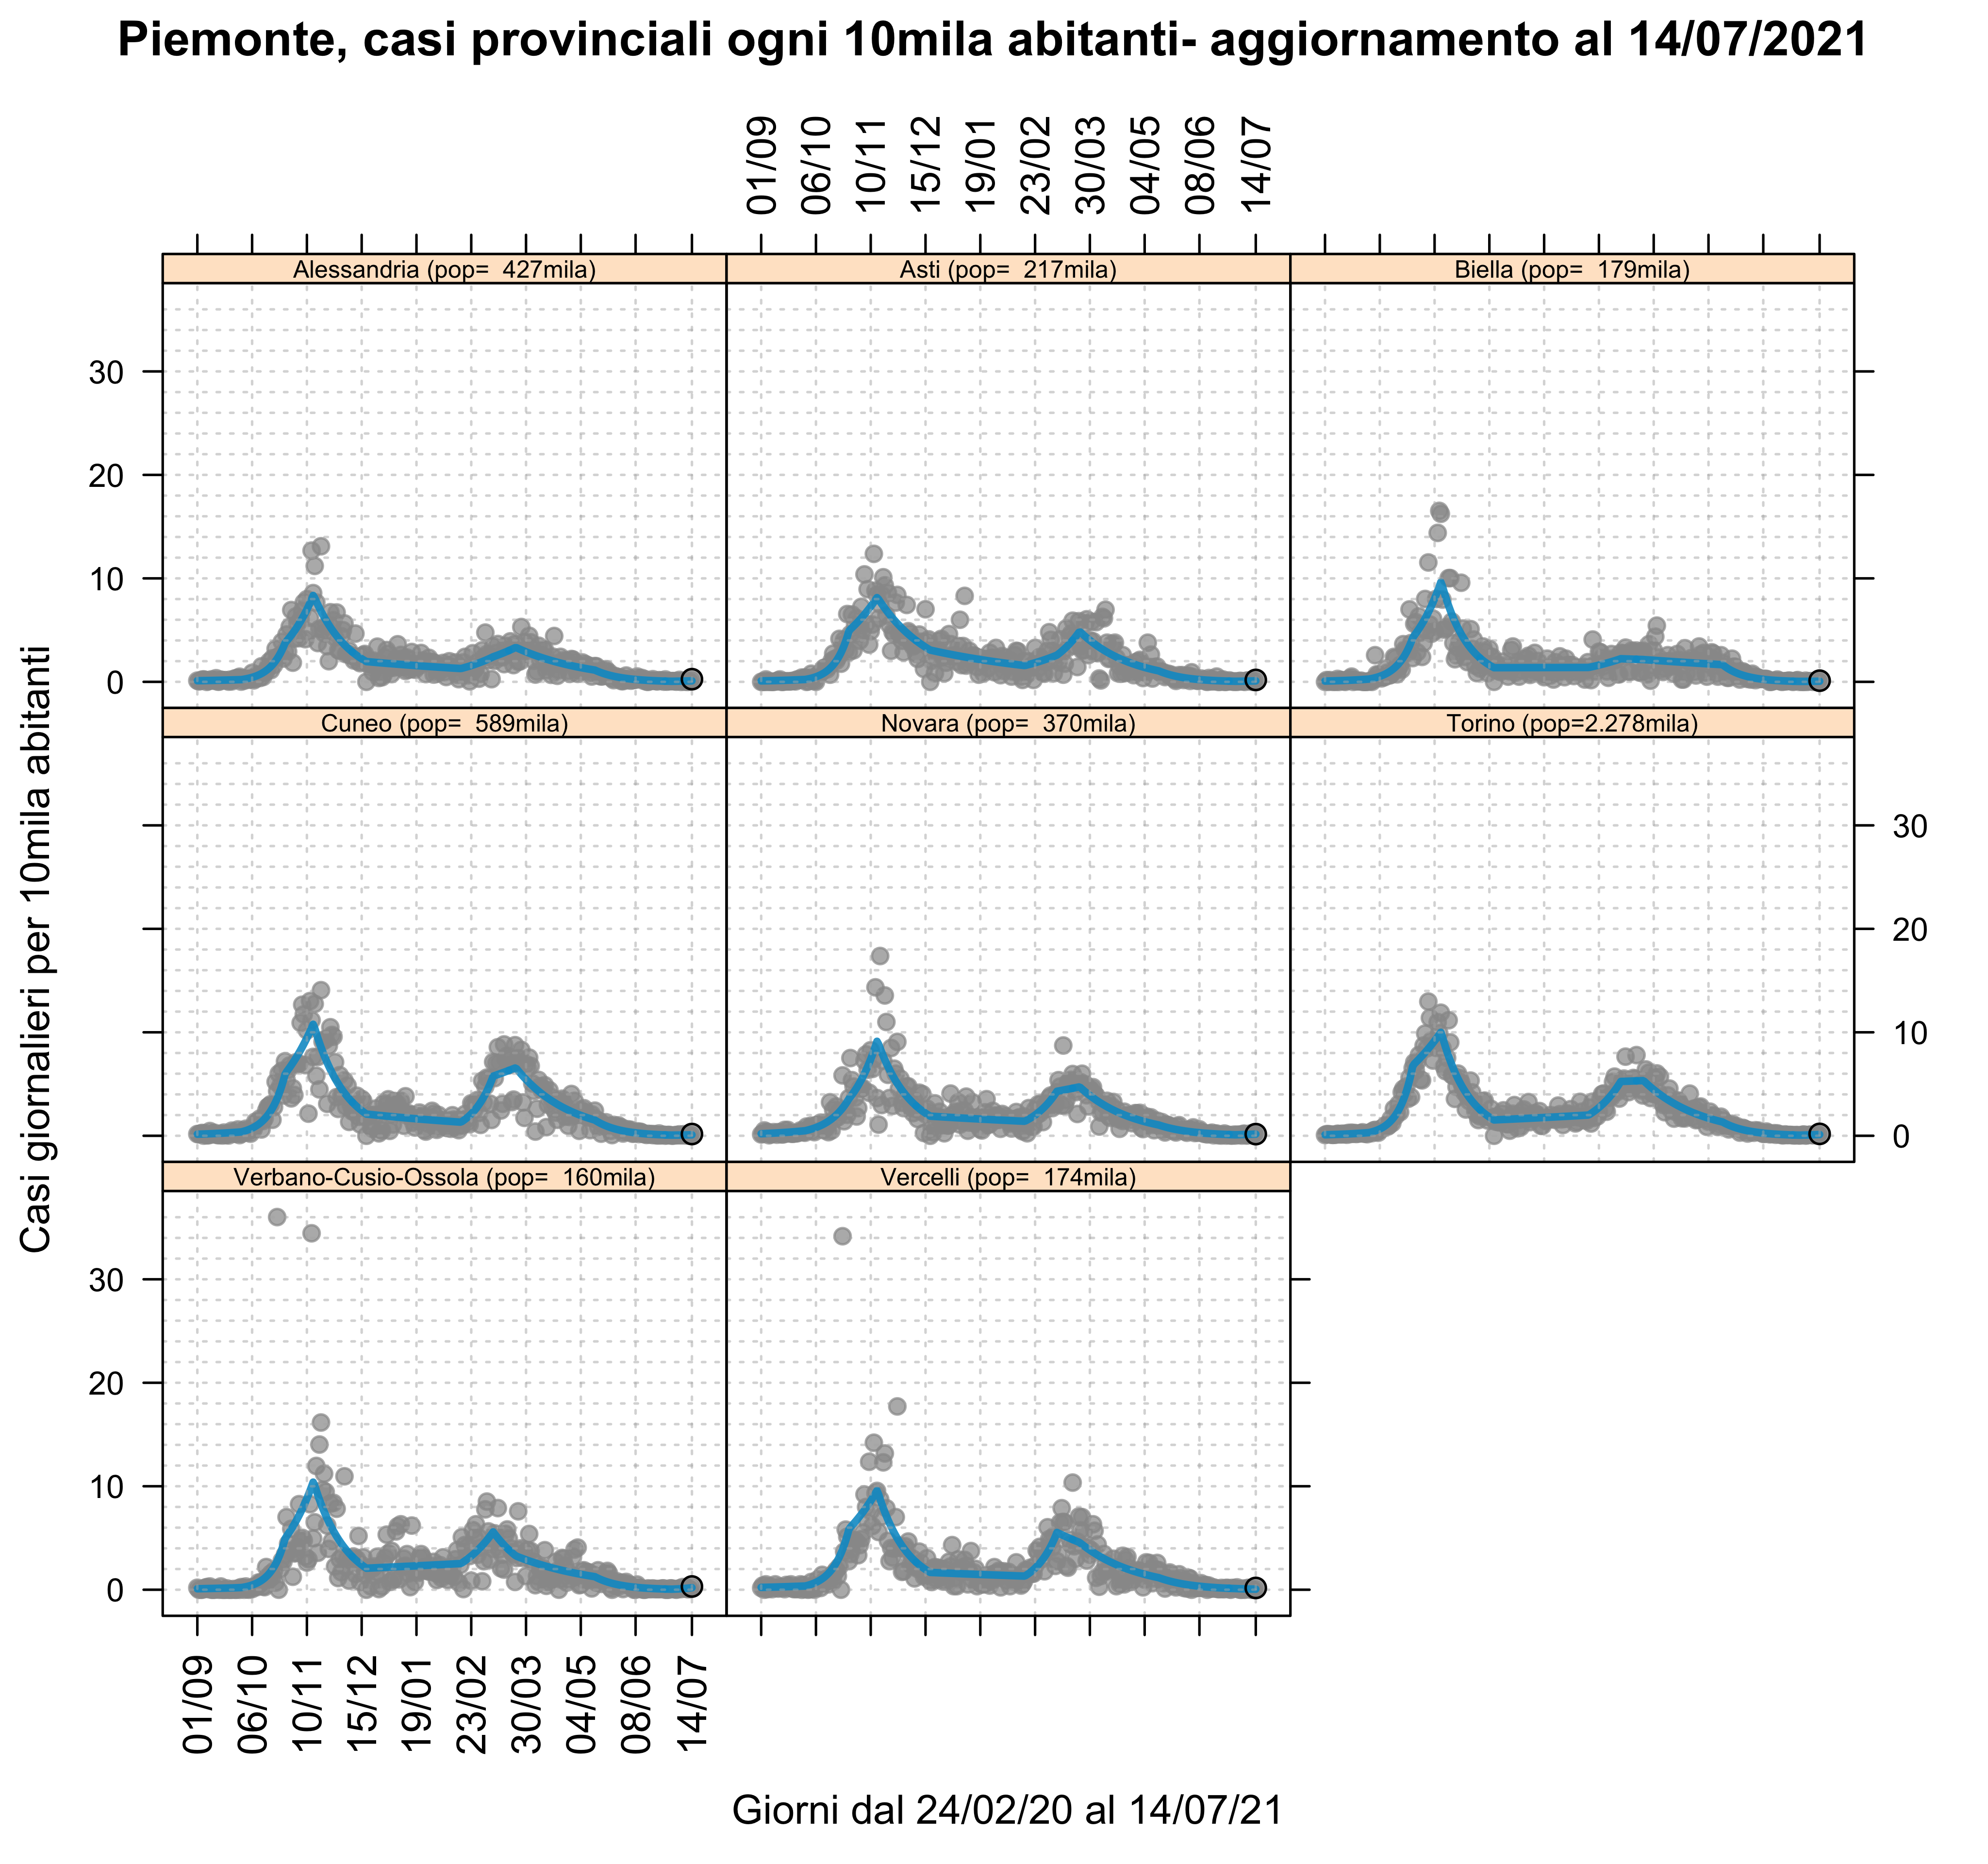 Piemonte, casi provinciali ogni 10mila abitanti- aggiornamento al 14/07/2021
01/09 06/10 10/11 15/12 19/01 23/02 30/03 04/05 08/06 14/07
Alessandria (pop=  427mila)
Asti (pop=  217mila)
Biella (pop=  179mila)
30
20
10
0
Cuneo (pop=  589mila)
Novara (pop=  370mila)
Torino (pop=2.278mila)
30
20
10
0
Verbano-Cusio-Ossola (pop=  160mila)
Vercelli (pop=  174mila)
30
20
10
0
01/09 06/10 10/11 15/12 19/01 23/02 30/03 04/05 08/06 14/07
Casi giornalieri per 10mila abitanti
Giorni dal 24/02/20 al 14/07/21